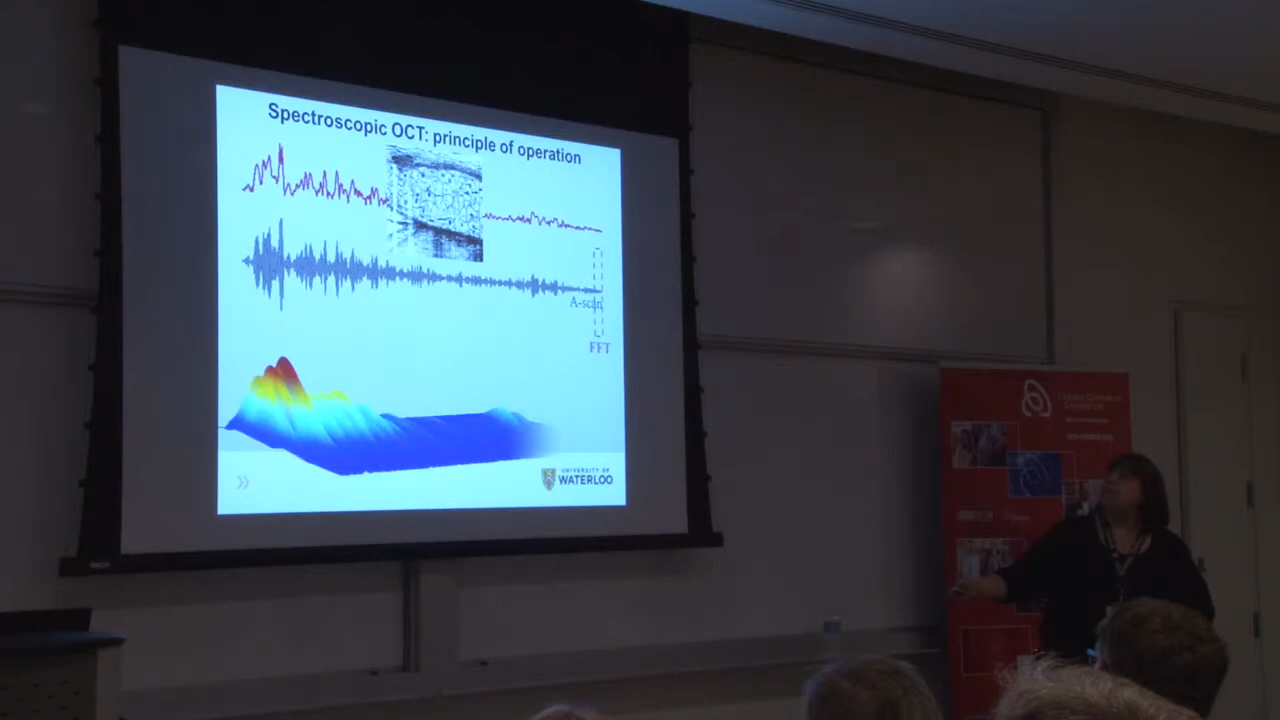 Spectroscopic OCT: principle of operation
A-scan
FFT
»
UNIVERSITY OF
WATERLOO